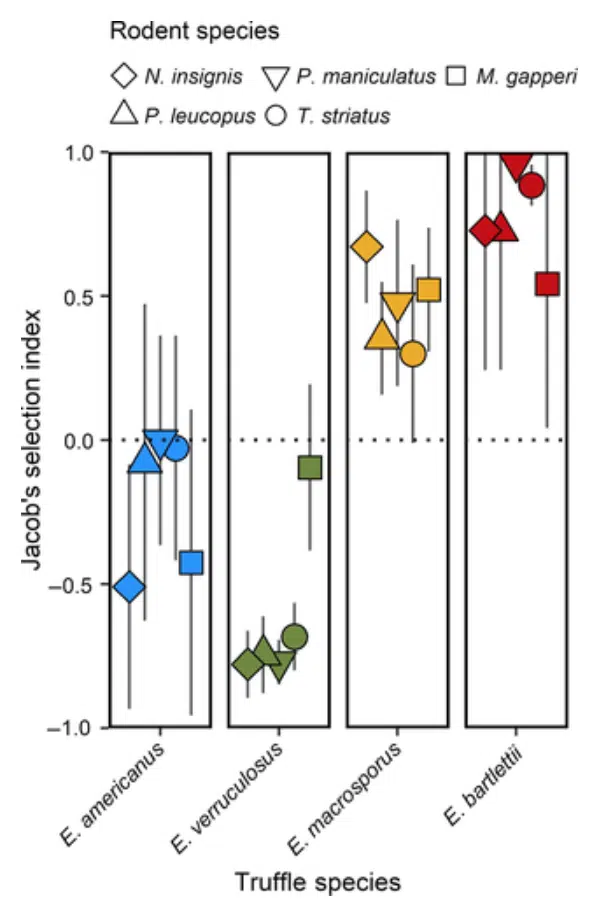 Rodent species
N. insignis P. maniculatus M. gapperi
P. leucopus T. striatus
1.0
0.5
0.0
–0.5
–1.0
Jacob's selection index
E. americanus
E. verruculosus
E. macrosporus
E. bartlettii
Truffle species